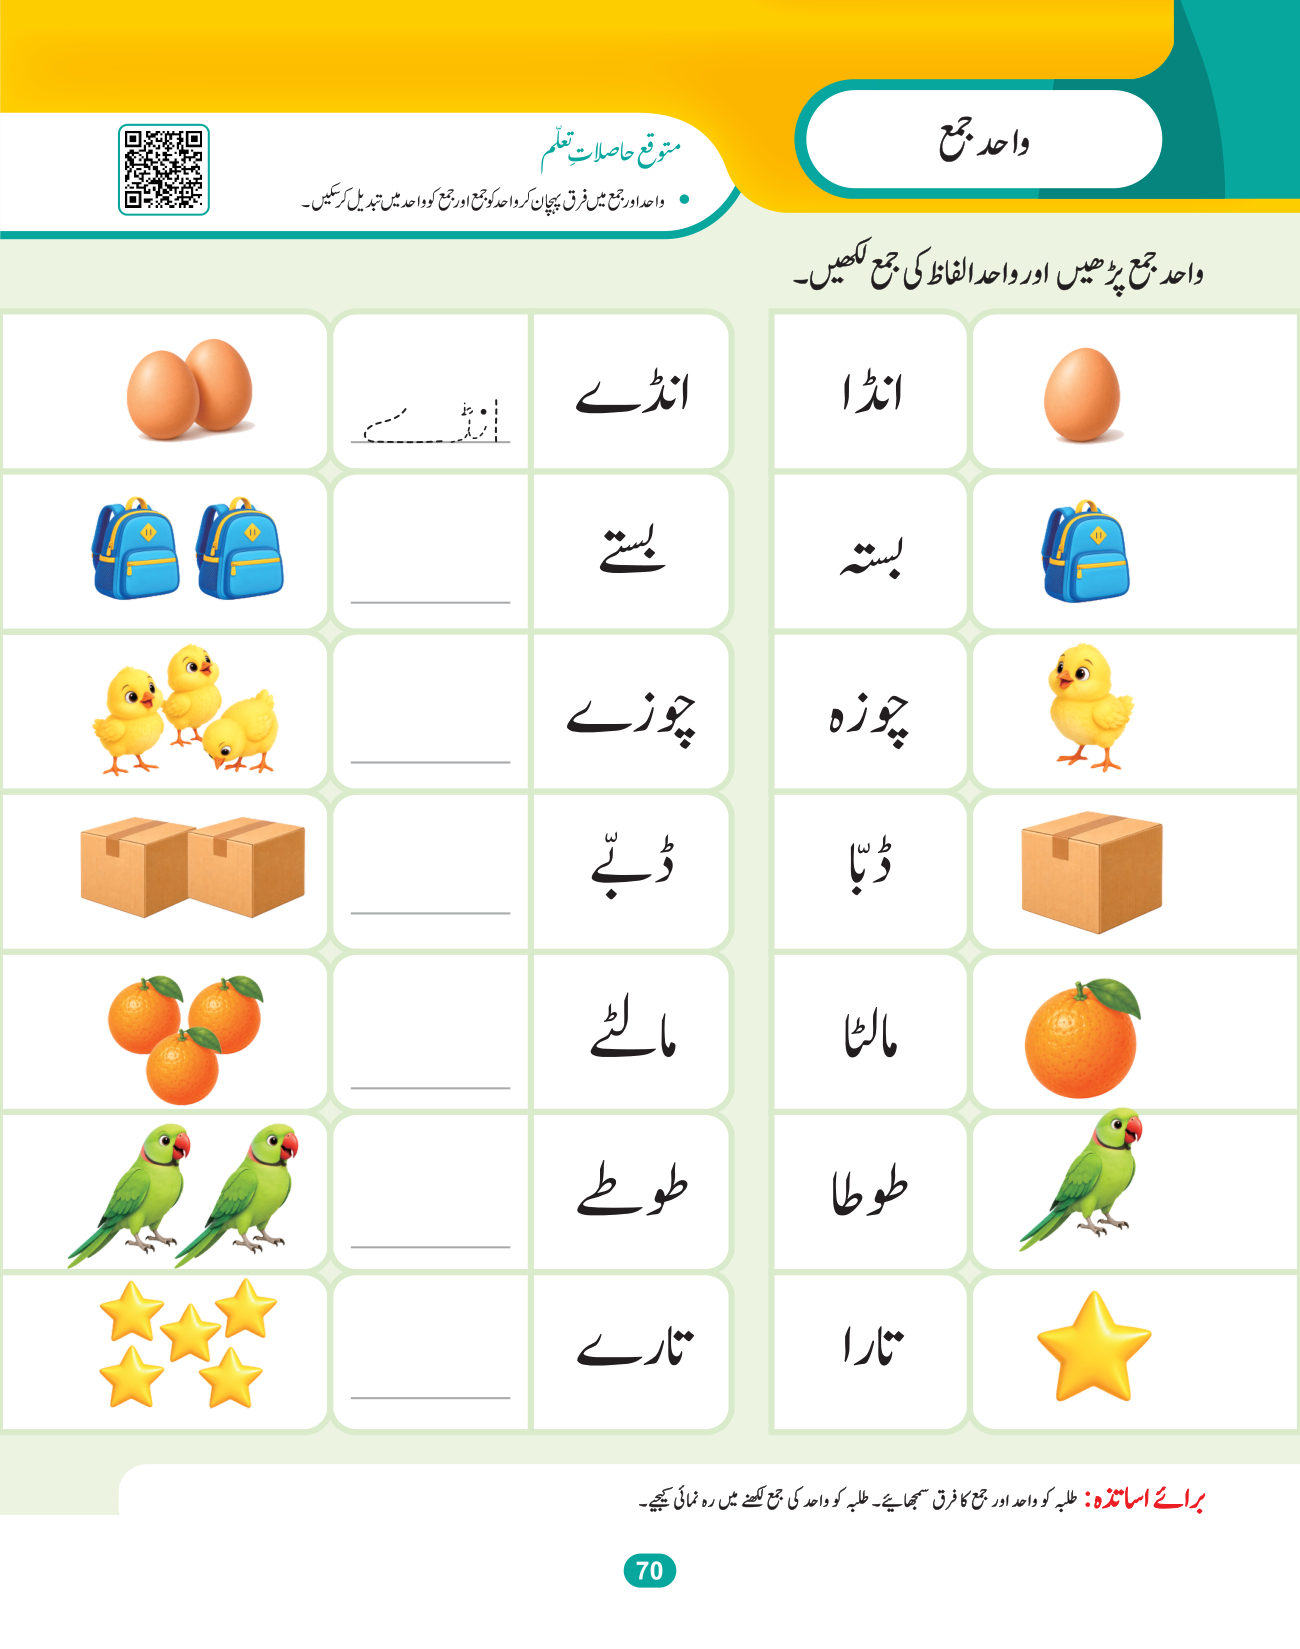 واحد جمع
متوقع حاصلاتِ تعلّم
• واحد اور جمع میں فرق پہچان کر واحد کو جمع اور جمع کو واحد میں تبدیل کر سکیں۔
واحد جمع پڑھیں اور واحد الفاظ کی جمع لکھیں۔
انڈا انڈے انڈے
بستہ بستے
چوزہ چوزے
ڈبّا ڈبّے
مالٹا مالٹے
طوطا طوطے
تارا تارے
برائے اساتذہ: طلبہ کو واحد اور جمع کا فرق سمجھائیے۔ طلبہ کو واحد کی جمع لکھنے میں رہ نمائی کیجیے۔
70